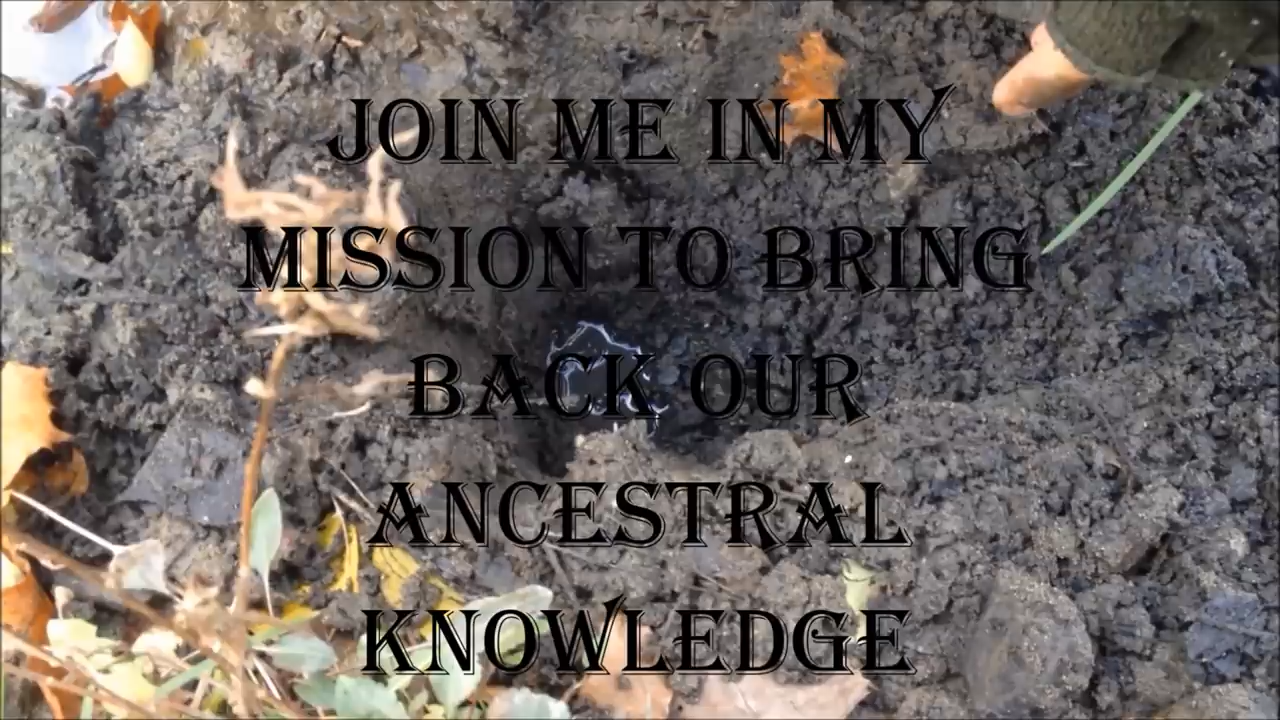 JOIN ME IN MY
MISSION TO BRING
BACK OUR
ANCESTRAL
KNOWLEDGE